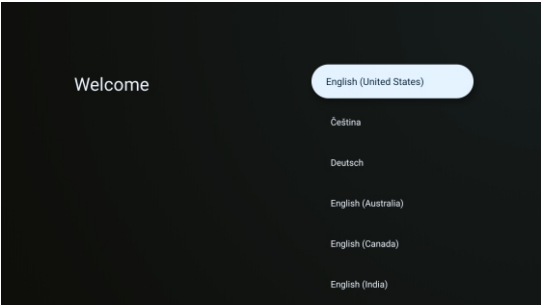 Welcome
English (United States)
Čeština
Deutsch
English (Australia)
English (Canada)
English (India)